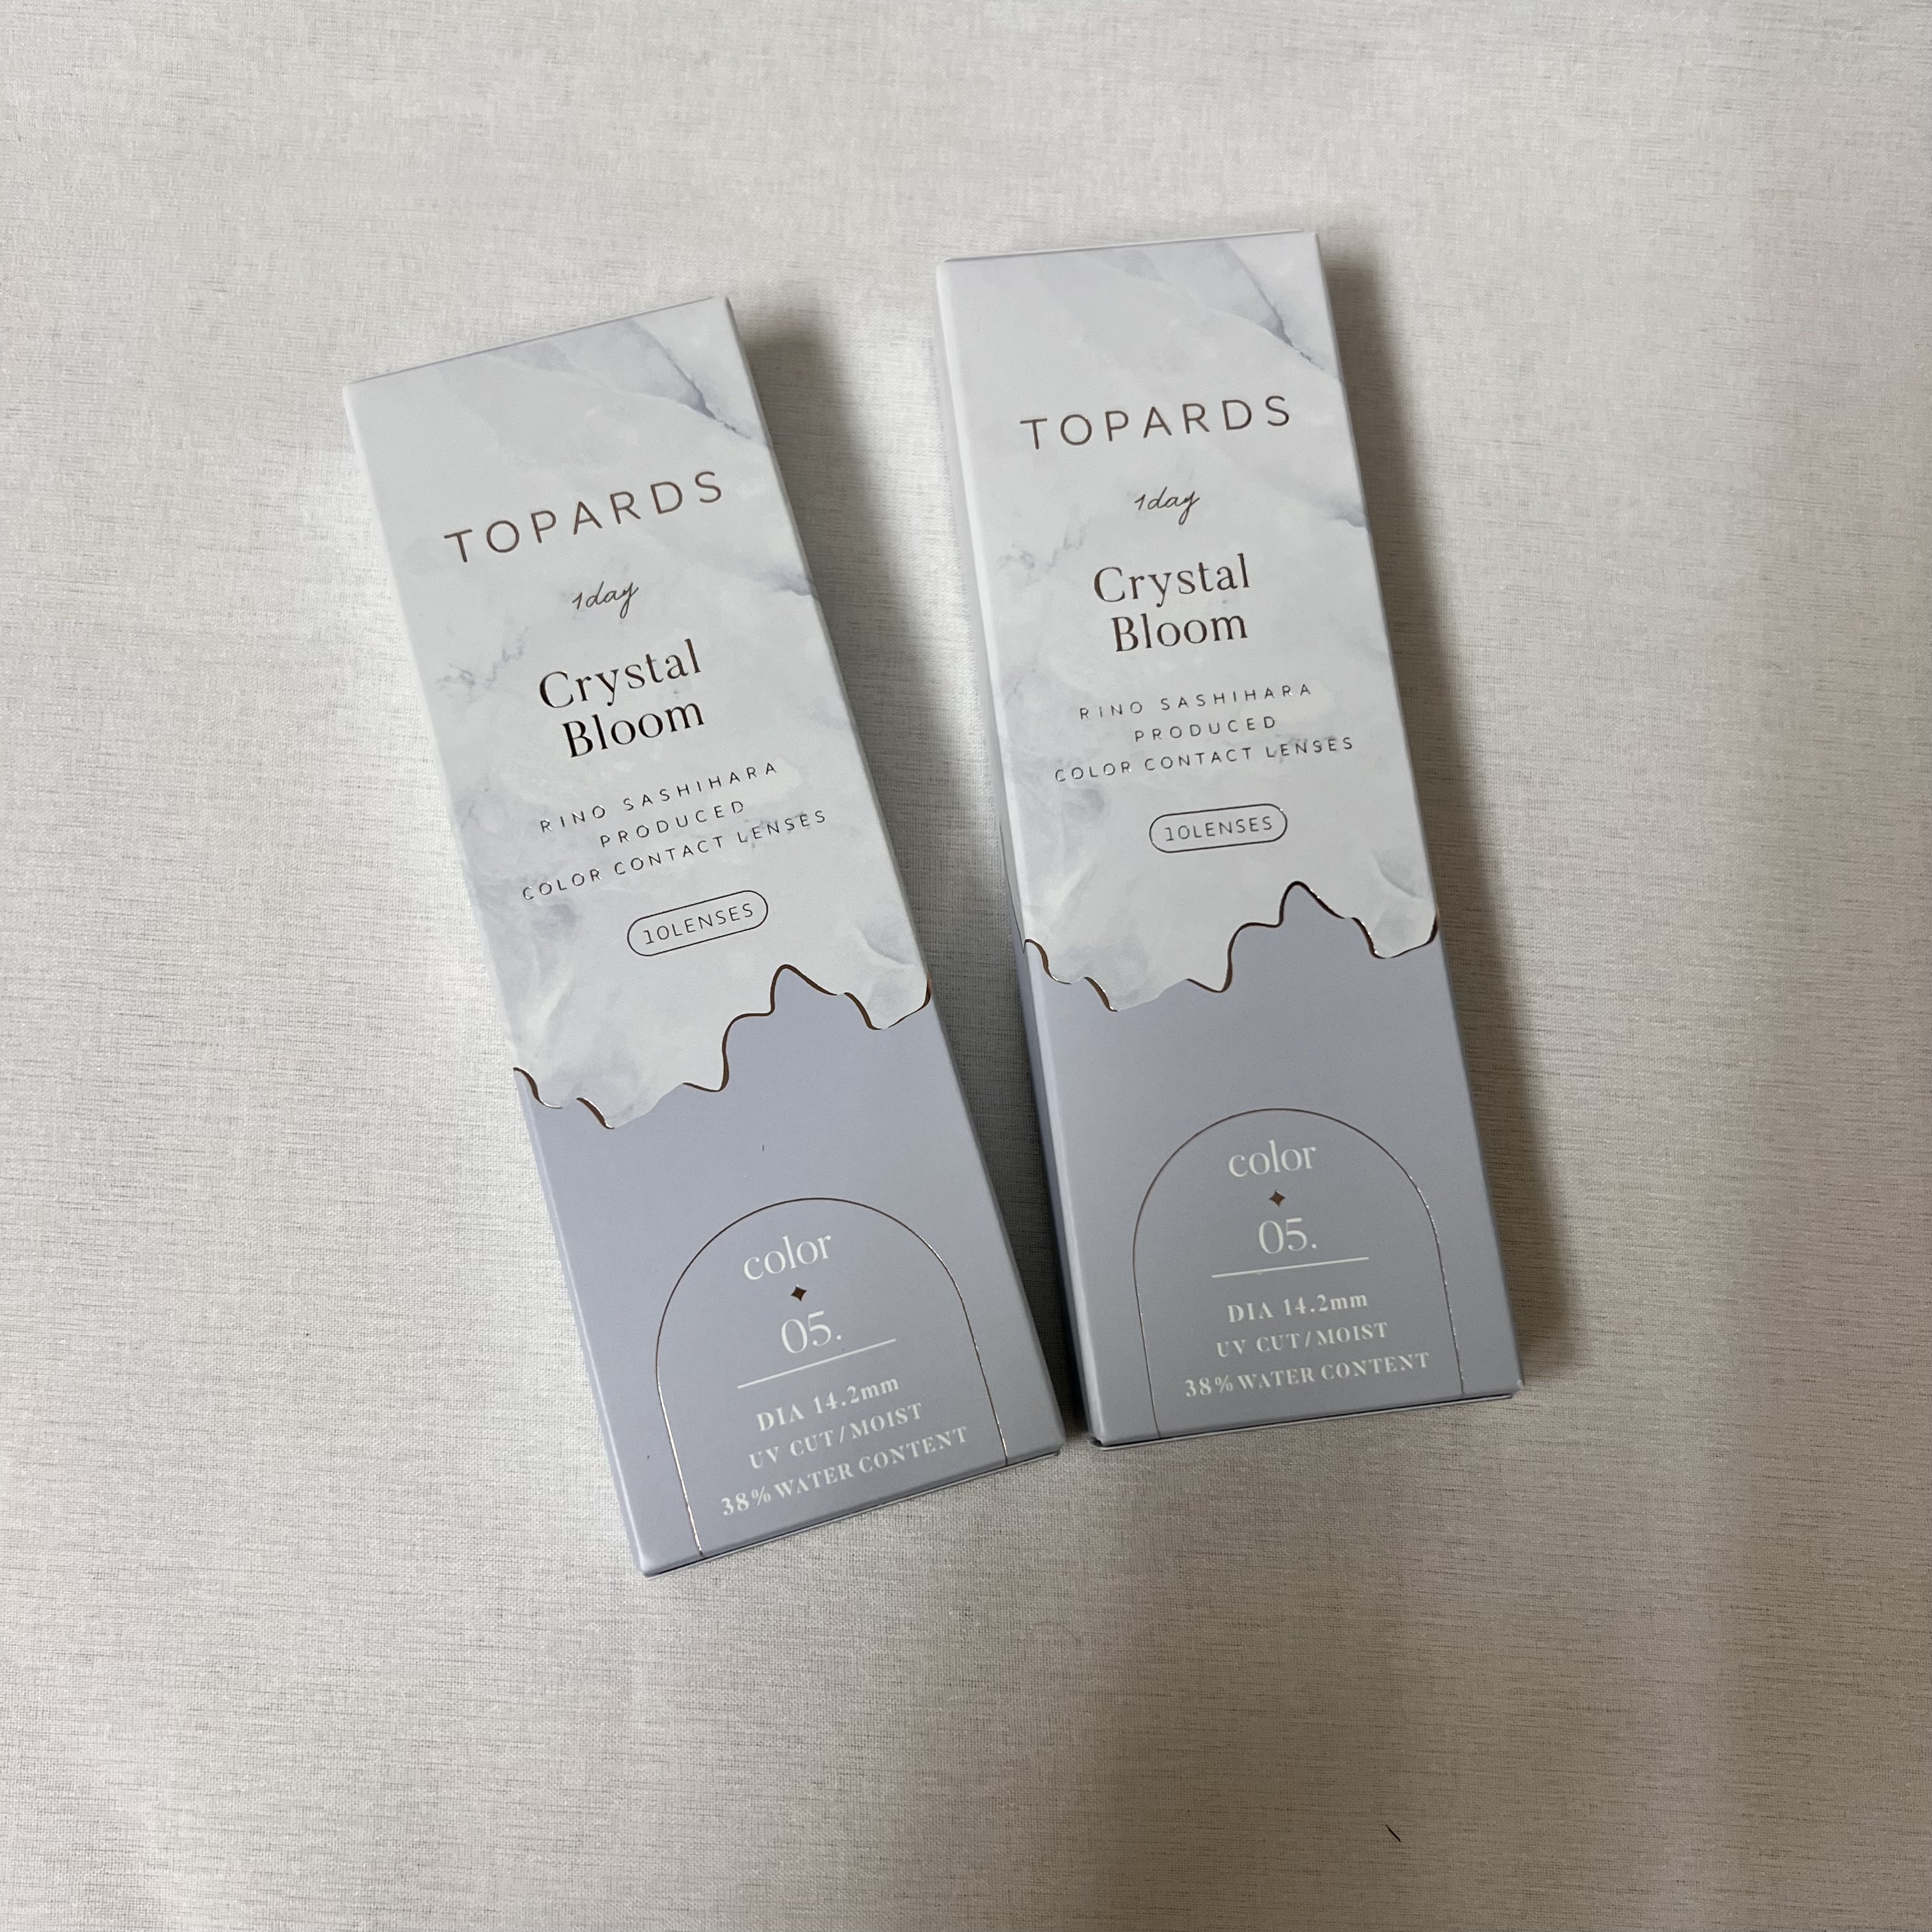 TOPARDS
1day
Crystal
Bloom
RINO SASHIHARA
PRODUCED
COLOR CONTACT LENSES
10LENSES
color
05.
DIA 14.2mm
UV CUT/MOIST
38% WATER CONTENT
TOPARDS
1day
Crystal
Bloom
RINO SASHIHARA
PRODUCED
COLOR CONTACT LENSES
10LENSES
color
05.
DIA 14.2mm
UV CUT/MOIST
38% WATER CONTENT